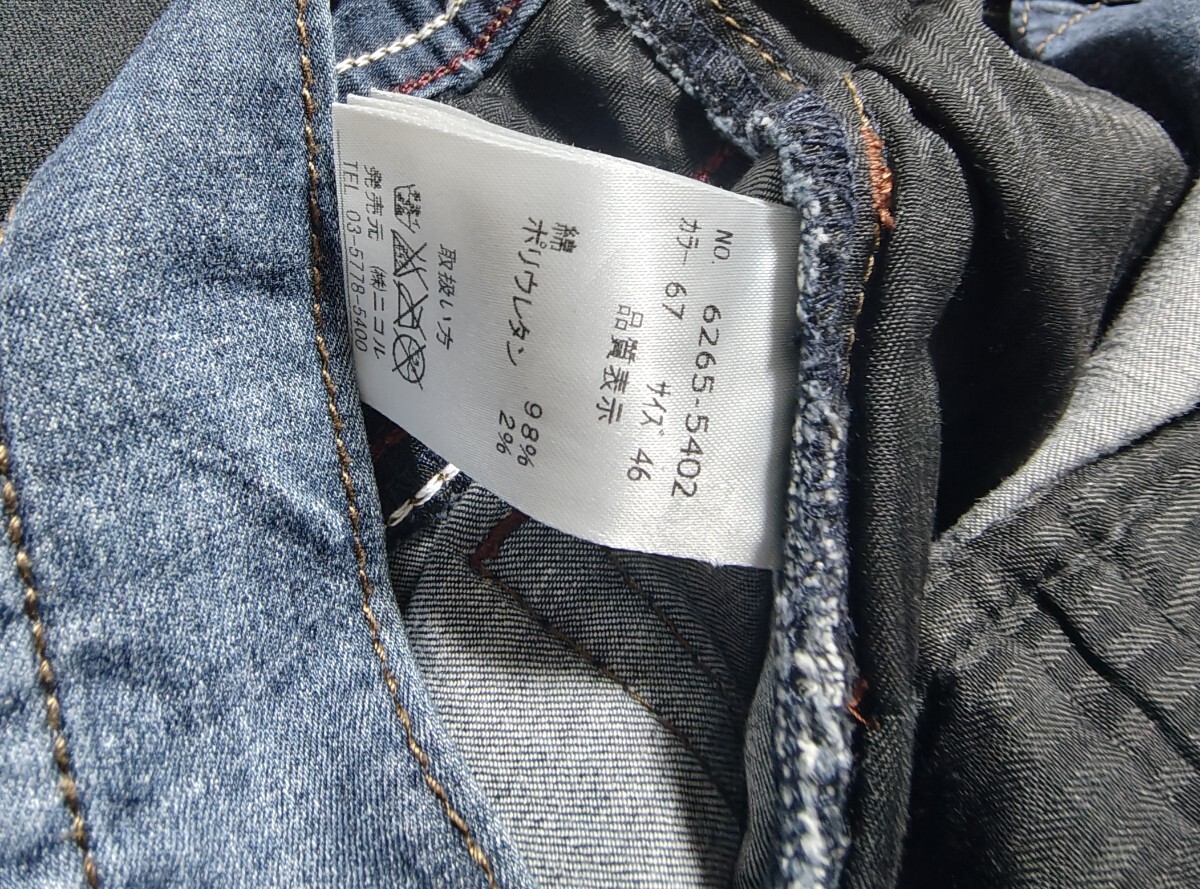 NO. 6265-5402
カラー 67 サイズ 46
品質表示
綿 98%
ポリウレタン 2%
取扱い方
発売元 ㈱ニコル
TEL 03-5778-5400